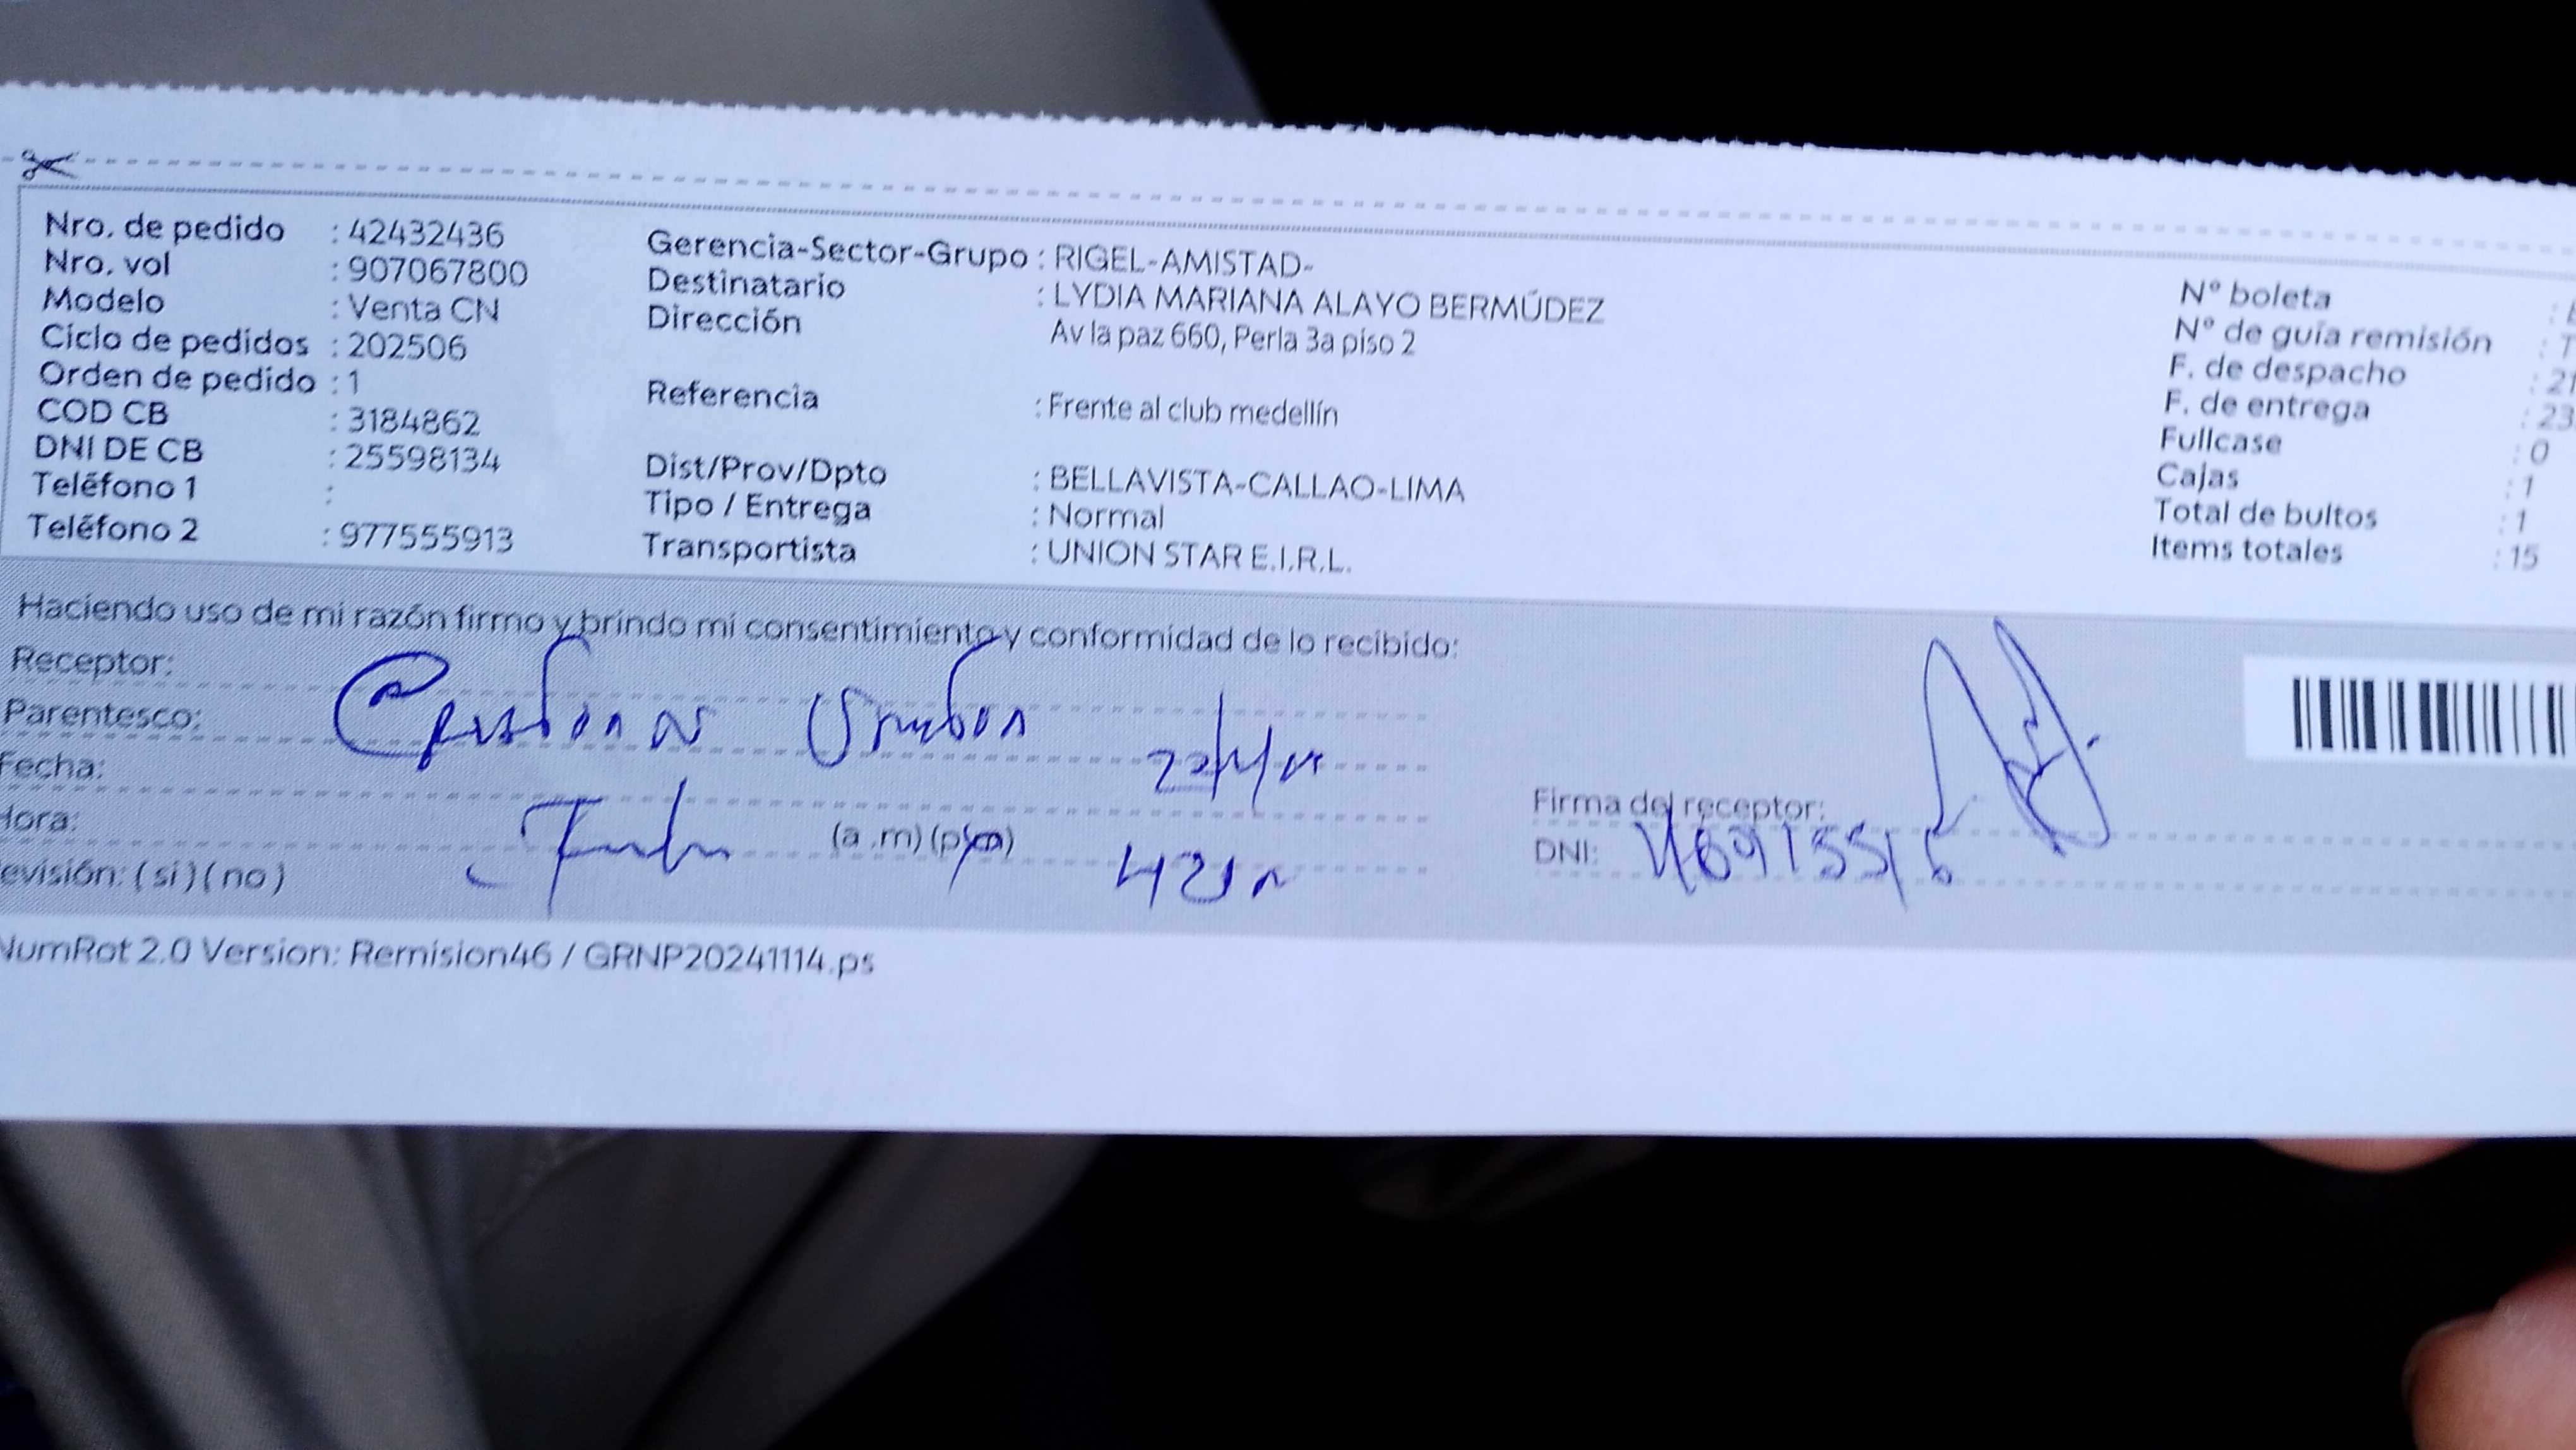 Nro. de pedido : 42432436
Nro. vol : 907067800
Modelo : Venta CN
Ciclo de pedidos : 202506
Orden de pedido : 1
COD CB : 3184862
DNI DE CB : 25598134
Teléfono 1 :
Teléfono 2 : 977555913
Gerencia-Sector-Grupo : RIGEL-AMISTAD-
Destinatario : LYDIA MARIANA ALAYO BERMÚDEZ
Dirección Av la paz 660, Perla 3a piso 2
Referencia : Frente al club medellín
Dist/Prov/Dpto : BELLAVISTA-CALLAO-LIMA
Tipo / Entrega : Normal
Transportista : UNION STAR E.I.R.L.
N° boleta :
N° de guía remisión : T
F. de despacho : 21
F. de entrega : 23
Fullcase : 0
Cajas : 1
Total de bultos : 1
Items totales : 15
Haciendo uso de mi razón firmo y brindo mi consentimiento y conformidad de lo recibido:
Receptor:
Parentesco:
Fecha:
Hora: (a .m) (p.m)
evisión: ( si ) ( no )
Firma del receptor:
DNI:
NumRot 2.0 Version: Remision46 / GRNP20241114.ps